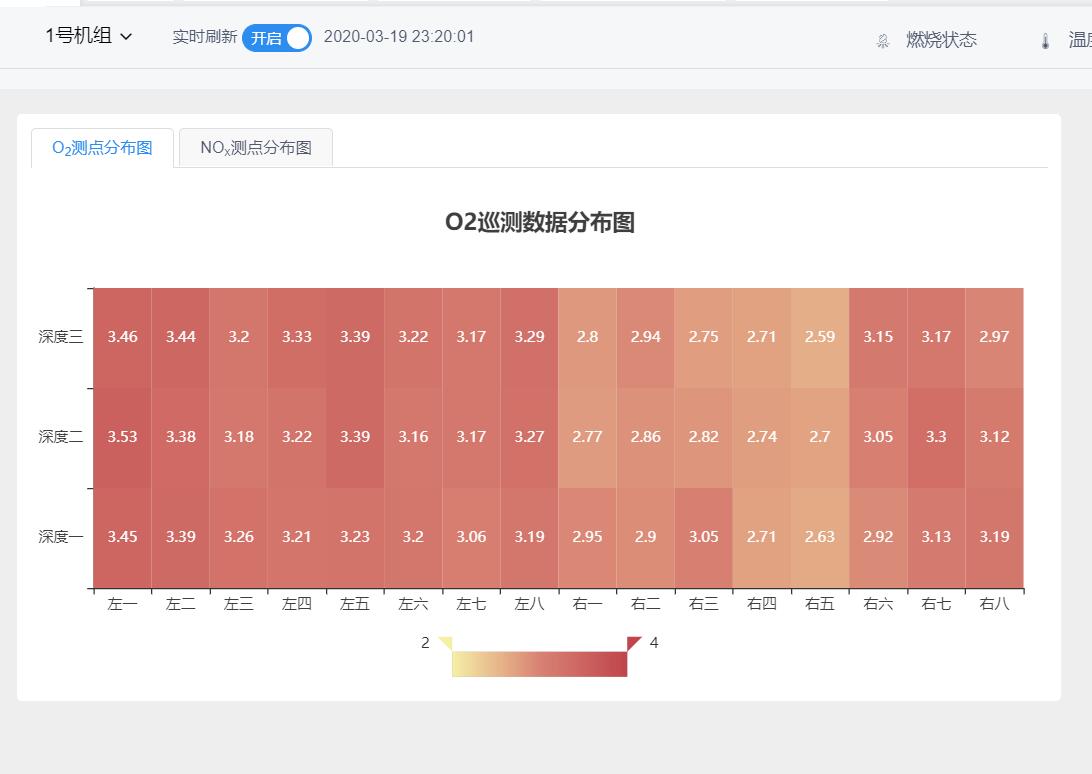 1号机组 实时刷新 开启 2020-03-19 23:20:01 燃烧状态
O2测点分布图 NOx测点分布图
O2巡测数据分布图
深度三 3.46 3.44 3.2 3.33 3.39 3.22 3.17 3.29 2.8 2.94 2.75 2.71 2.59 3.15 3.17 2.97
深度二 3.53 3.38 3.18 3.22 3.39 3.16 3.17 3.27 2.77 2.86 2.82 2.74 2.7 3.05 3.3 3.12
深度一 3.45 3.39 3.26 3.21 3.23 3.2 3.06 3.19 2.95 2.9 3.05 2.71 2.63 2.92 3.13 3.19
左一 左二 左三 左四 左五 左六 左七 左八 右一 右二 右三 右四 右五 右六 右七 右八
2 4